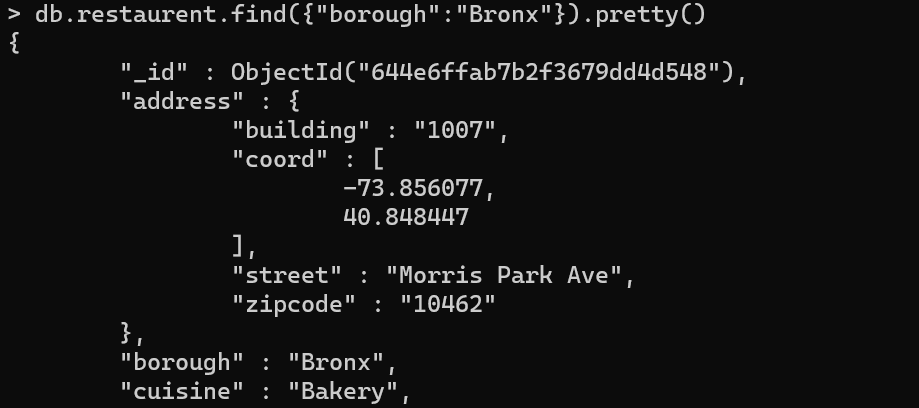 > db.restaurent.find({"borough":"Bronx"}).pretty()
{
        "_id" : ObjectId("644e6ffab7b2f3679dd4d548"),
        "address" : {
                "building" : "1007",
                "coord" : [
                        -73.856077,
                        40.848447
                ],
                "street" : "Morris Park Ave",
                "zipcode" : "10462"
        },
        "borough" : "Bronx",
        "cuisine" : "Bakery",